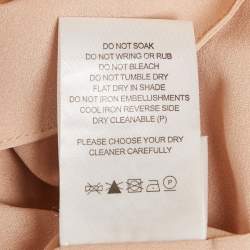 DO NOT SOAK
DO NOT WRING OR RUB
DO NOT BLEACH
DO NOT TUMBLE DRY
FLAT DRY IN SHADE
DO NOT IRON EMBELLISHMENTS
COOL IRON REVERSE SIDE
DRY CLEANABLE (P)
PLEASE CHOOSE YOUR DRY
CLEANER CAREFULLY
P